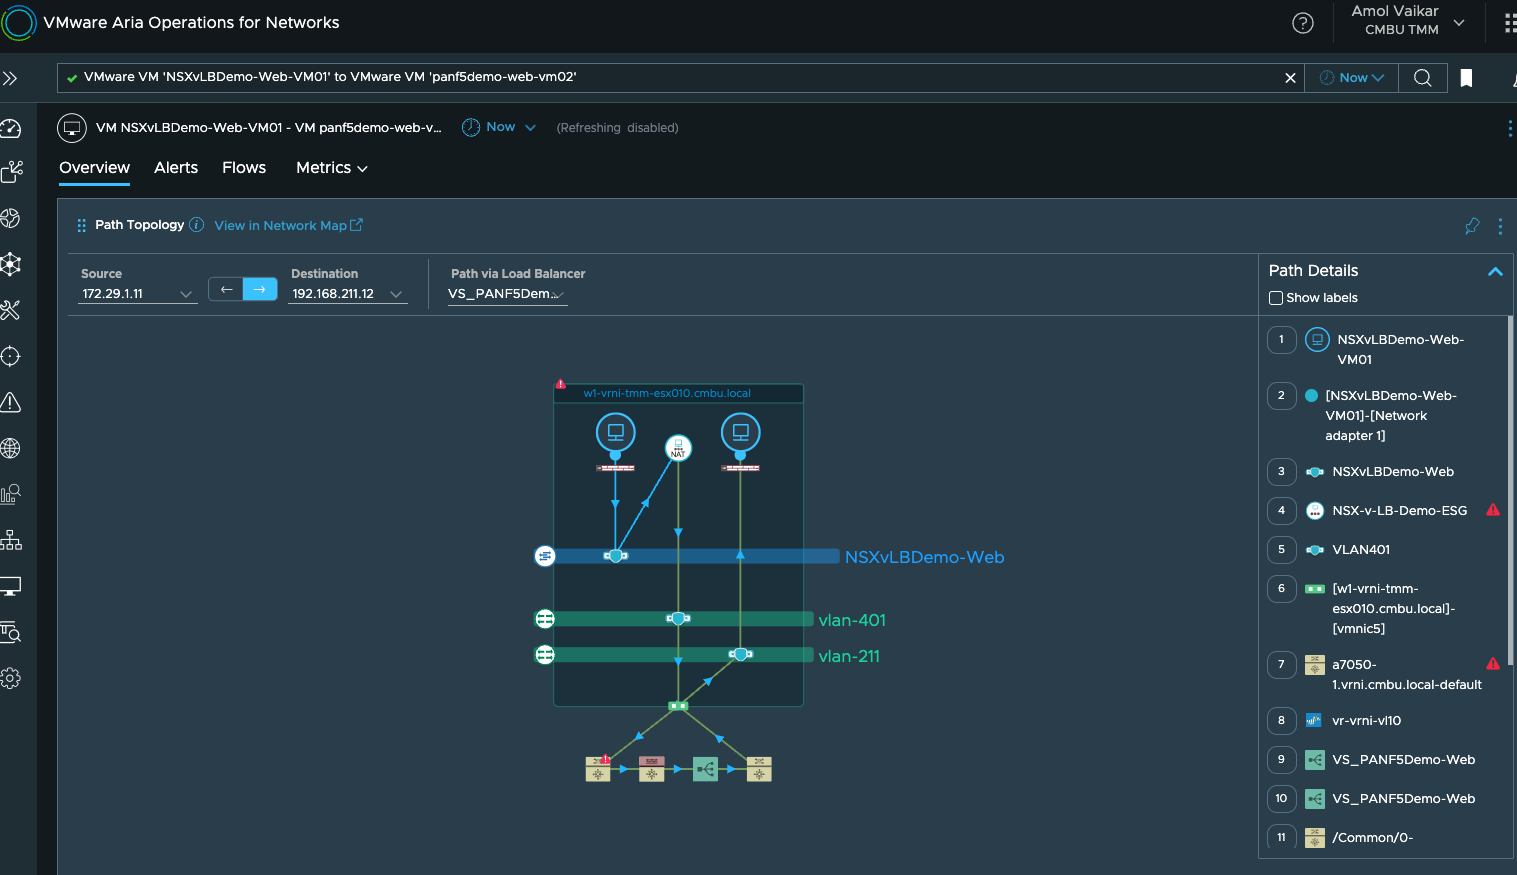 VMware Aria Operations for Networks
Amol Vaikar
CMBU TMM
VMware VM 'NSXvLBDemo-Web-VM01' to VMware VM 'panf5demo-web-vm02'
Now
VM NSXvLBDemo-Web-VM01 - VM panf5demo-web-v...
Now
(Refreshing disabled)
Overview
Alerts
Flows
Metrics
Path Topology
View in Network Map
Source
172.29.1.11
Destination
192.168.211.12
Path via Load Balancer
VS_PANF5Dem...
w1-vrni-tmm-esx010.cmbu.local
NAT
NSXvLBDemo-Web
vlan-401
vlan-211
Path Details
Show labels
1
NSXvLBDemo-Web-
VM01
2
[NSXvLBDemo-Web-
VM01]-[Network
adapter 1]
3
NSXvLBDemo-Web
4
NSX-v-LB-Demo-ESG
5
VLAN401
6
[w1-vrni-tmm-
esx010.cmbu.local]-
[vmnic5]
7
a7050-
1.vrni.cmbu.local-default
8
vr-vrni-vl10
9
VS_PANF5Demo-Web
10
VS_PANF5Demo-Web
11
/Common/0-